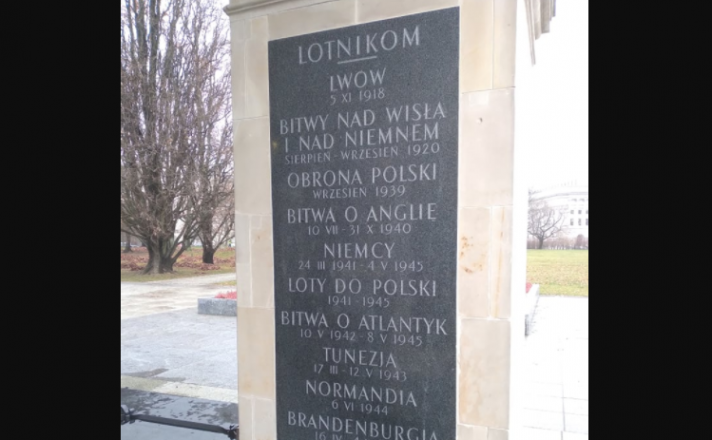 LOTNIKOM
LWOW
5 XI 1918
BITWY NAD WISŁA
I NAD NIEMNEM
SIERPIEŃ - WRZESIEŃ 1920
OBRONA POLSKI
WRZESIEŃ 1939
BITWA O ANGLIĘ
10 VII - 31 X 1940
NIEMCY
24 III 1941 - 4 V 1945
LOTY DO POLSKI
1941 - 1945
BITWA O ATLANTYK
10 V 1942 - 8 V 1945
TUNEZJA
17 III - 12 V 1943
NORMANDIA
6 VI 1944
BRANDENBURGIA